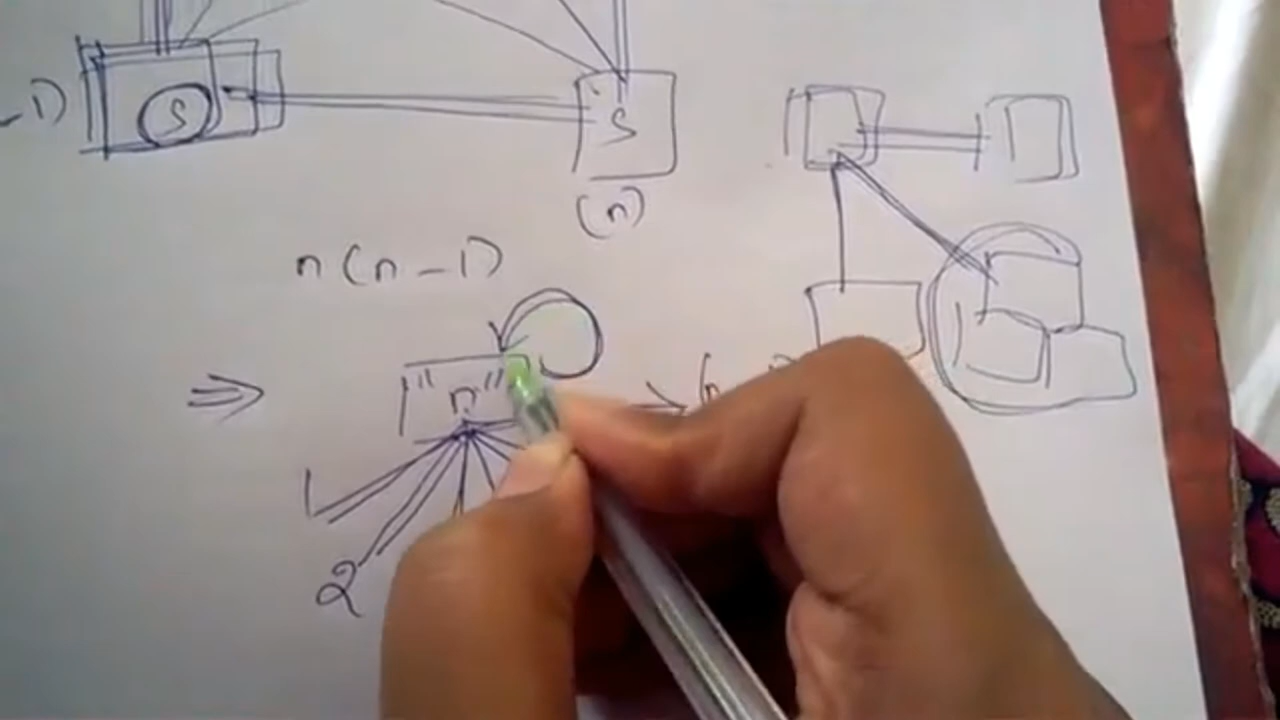 -1)
S
S
(n)
n(n-1)
⇒ "n" →
1
2